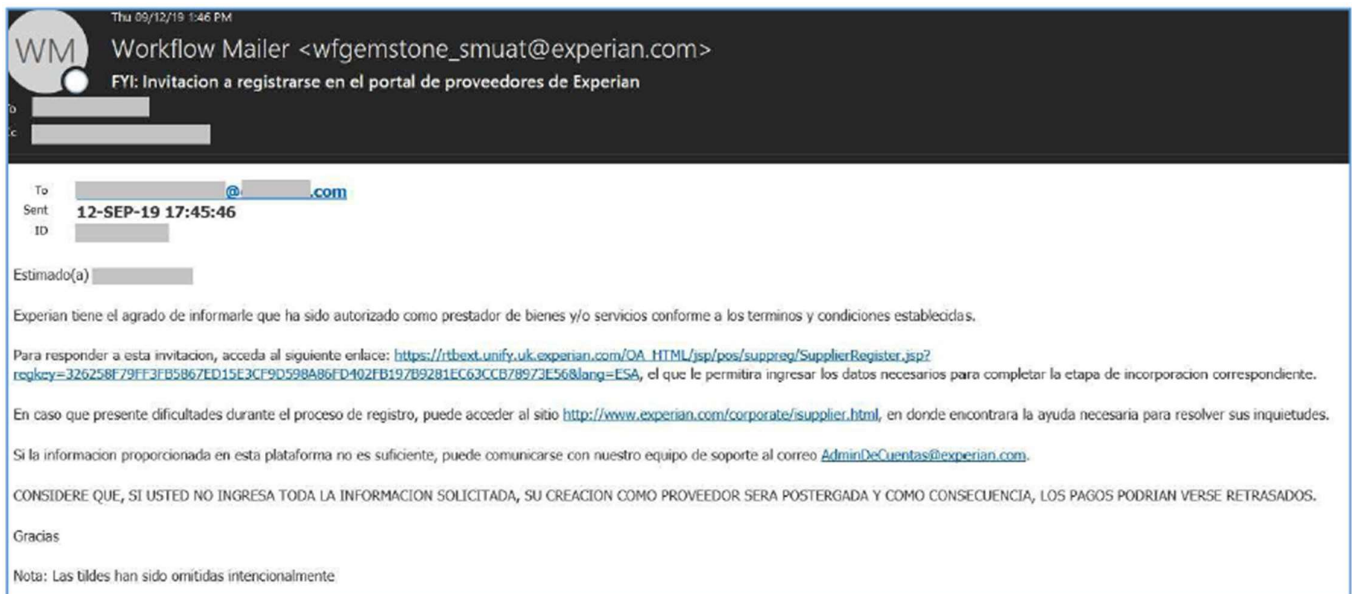 Thu 09/12/19 1:46 PM
WM
Workflow Mailer <wfgemstone_smuat@experian.com>
FYI: Invitacion a registrarse en el portal de proveedores de Experian
To
Cc
To @ .com
Sent 12-SEP-19 17:45:46
ID
Estimado(a)
Experian tiene el agrado de informarle que ha sido autorizado como prestador de bienes y/o servicios conforme a los terminos y condiciones establecidas.
Para responder a esta invitacion, acceda al siguiente enlace: https://rtbext.unify.uk.experian.com/OA_HTML/jsp/pos/suppreg/SupplierRegister.jsp?
regkey=326258F79FF3FB5B67ED15E3CF9D598A86FD402FB197B9281EC63CCB78973E56&lang=ESA, el que le permitira ingresar los datos necesarios para completar la etapa de incorporacion correspondiente.
En caso que presente dificultades durante el proceso de registro, puede acceder al sitio http://www.experian.com/corporate/isupplier.html, en donde encontrara la ayuda necesaria para resolver sus inquietudes.
Si la informacion proporcionada en esta plataforma no es suficiente, puede comunicarse con nuestro equipo de soporte al correo AdminDeCuentas@experian.com.
CONSIDERE QUE, SI USTED NO INGRESA TODA LA INFORMACION SOLICITADA, SU CREACION COMO PROVEEDOR SERA POSTERGADA Y COMO CONSECUENCIA, LOS PAGOS PODRIAN VERSE RETRASADOS.
Gracias
Nota: Las tildes han sido omitidas intencionalmente